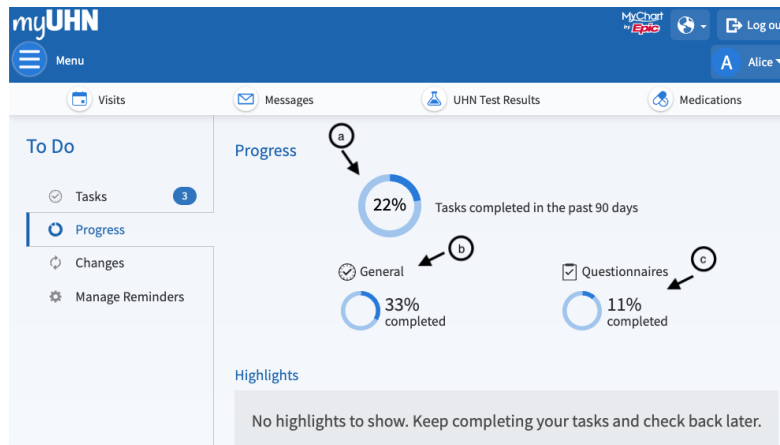 myUHN
MyChart
by Epic
Log ou
Menu
A Alice
Visits
Messages
UHN Test Results
Medications
To Do
Tasks 3
Progress
Changes
Manage Reminders
Progress
a
22% Tasks completed in the past 90 days
b
General
33%
completed
c
Questionnaires
11%
completed
Highlights
No highlights to show. Keep completing your tasks and check back later.